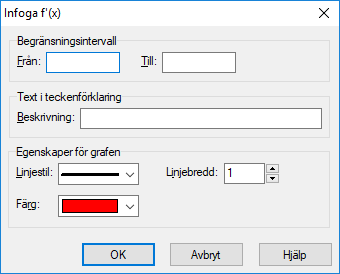 Infoga f'(x)
Begränsningsintervall
Från: Till:
Text i teckenförklaring
Beskrivning:
Egenskaper för grafen
Linjestil: Linjebredd: 1
Färg:
OK Avbryt Hjälp